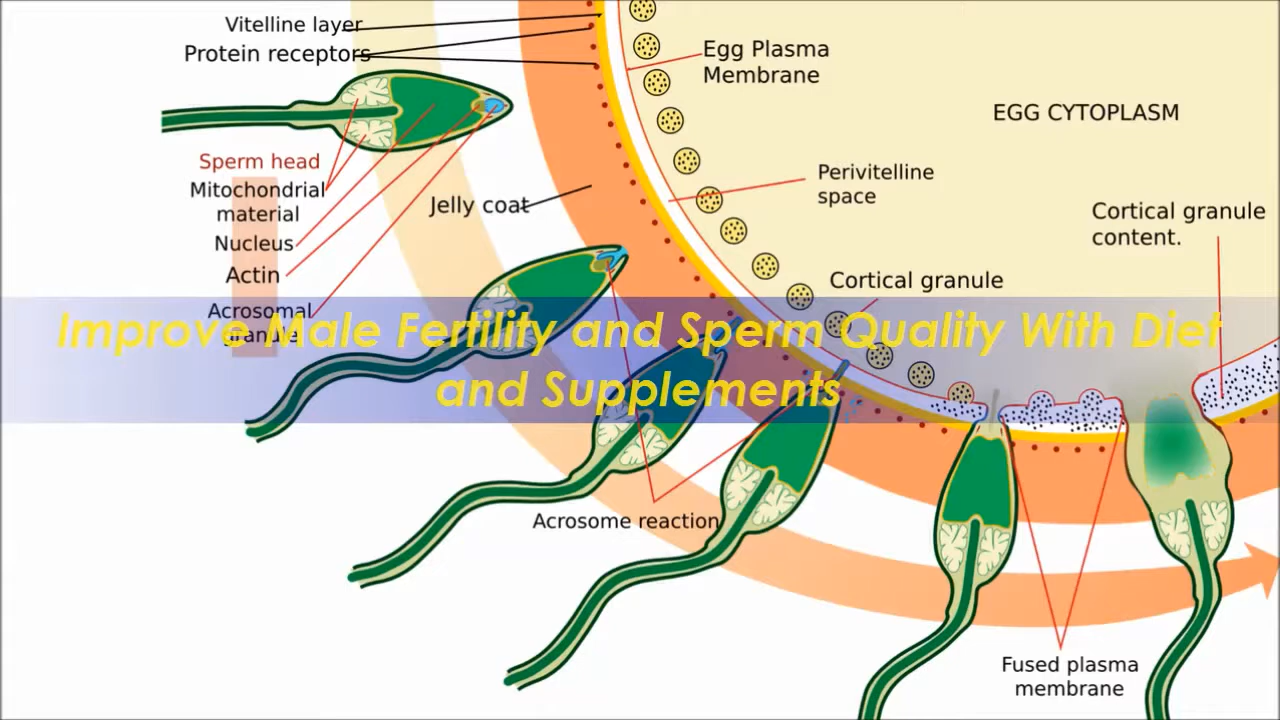 Vitelline layer
Protein receptors
Egg Plasma
Membrane
EGG CYTOPLASM
Sperm head
Mitochondrial
material
Nucleus
Actin
Acrosomal
granule
Jelly coat
Perivitelline
space
Cortical granule
content.
Cortical granule
Improve Male Fertility and Sperm Quality With Diet
and Supplements
Acrosome reaction
Fused plasma
membrane